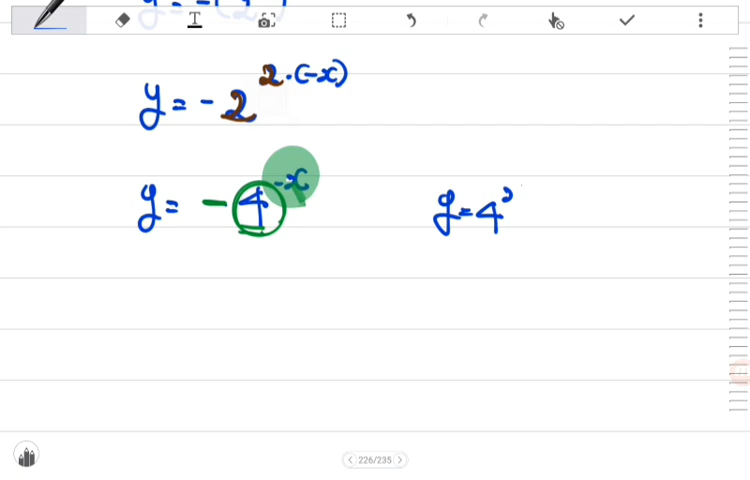 T
y = -2^{2·(-x)}
y = -4^{-x} y=4
226/235